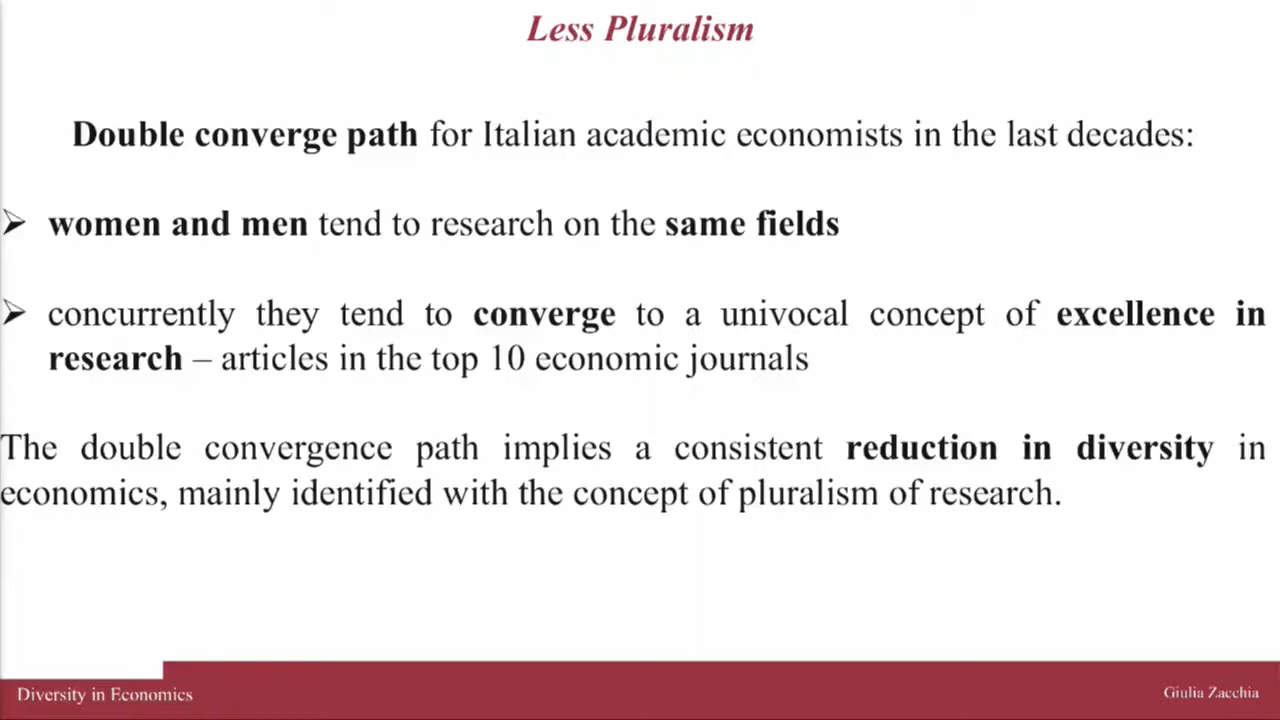 Less Pluralism
Double converge path for Italian academic economists in the last decades:
➢ women and men tend to research on the same fields
➢ concurrently they tend to converge to a univocal concept of excellence in
research – articles in the top 10 economic journals
The double convergence path implies a consistent reduction in diversity in
economics, mainly identified with the concept of pluralism of research.
Diversity in Economics
Giulia Zacchia